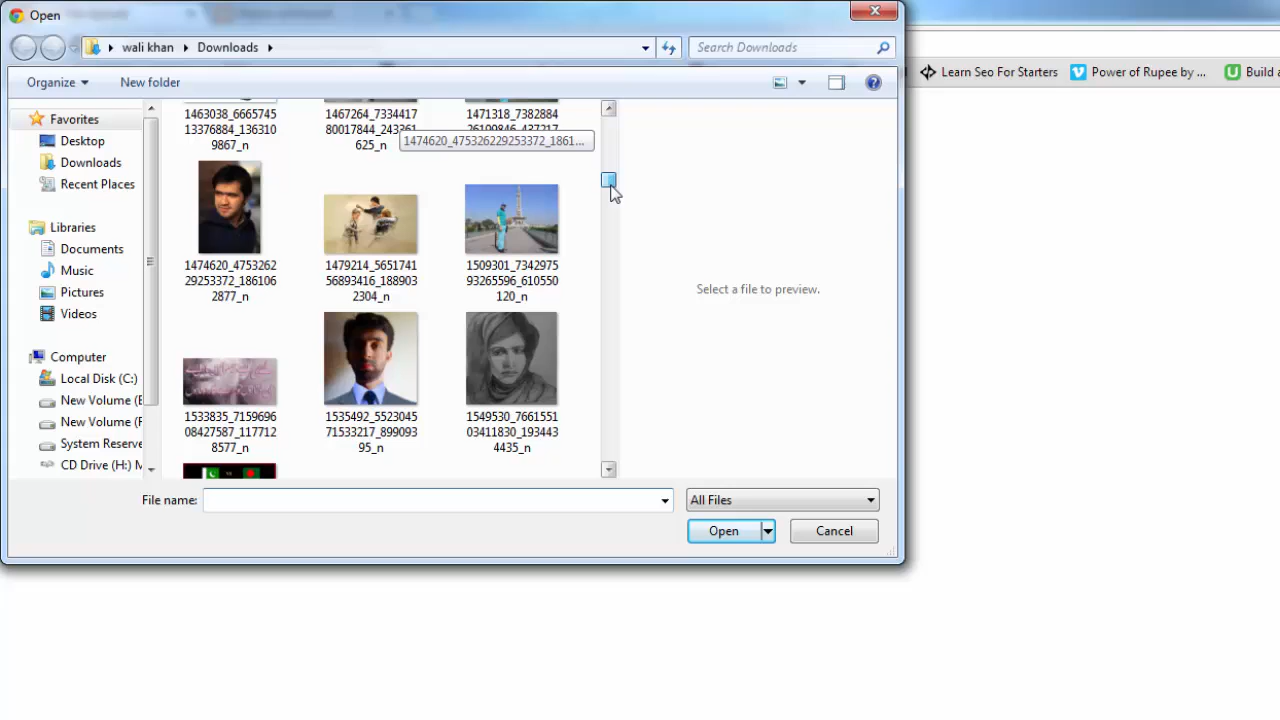 Open
wali khan Downloads Search Downloads
Learn Seo For Starters Power of Rupee by ... Build a
Organize New folder
Favorites
Desktop
Downloads
Recent Places
Libraries
Documents
Music
Pictures
Videos
Computer
Local Disk (C:)
New Volume (E
New Volume (F
System Reserve
CD Drive (H:) M
1463038_6665745
13376884_136310
9867_n
1467264_7334417
80017844_243361
625_n
1471318_7382884
26199846_437217
1474620_475326229253372_1861...
1474620_4753262
29253372_186106
2877_n
1479214_5651741
56893416_188903
2304_n
1509301_7342975
93265596_610550
120_n
1533835_7159696
08427587_117712
8577_n
1535492_5523045
71533217_899093
95_n
1549530_7661551
03411830_193443
4435_n
Select a file to preview.
File name: All Files
Open Cancel